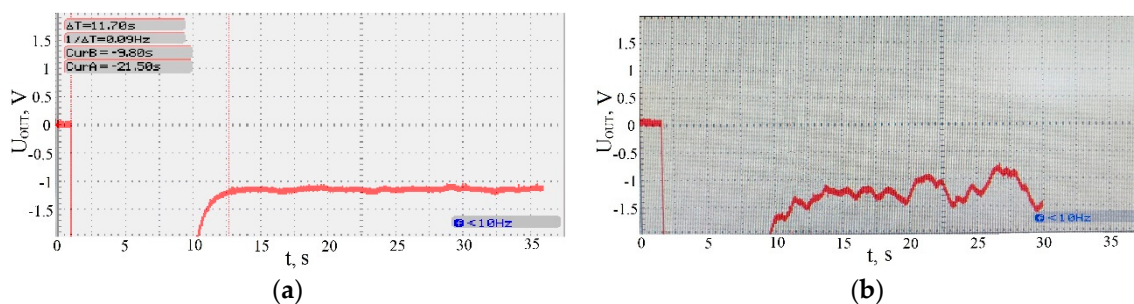 ΔT=11.70s
1/ΔT=0.09Hz
CurB=-9.80s
CurA=-21.50s
U_OUT, V
1.5
1
0.5
0
-0.5
-1
-1.5
<10Hz
0 5 10 15 20 25 30 35
t, s
(a)
U_OUT, V
1.5
1
0.5
0
-0.5
-1
-1.5
<10Hz
0 5 10 15 20 25 30 35
t, s
(b)